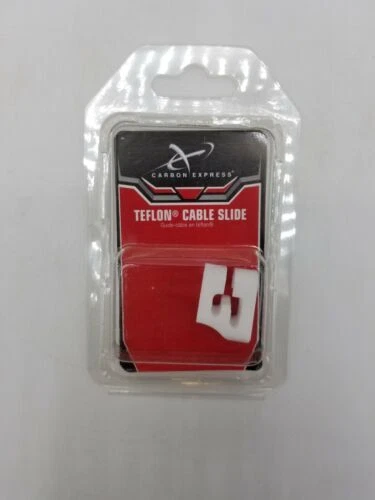 CARBON EXPRESS®
TEFLON® CABLE SLIDE
Guide-câble en téflon®